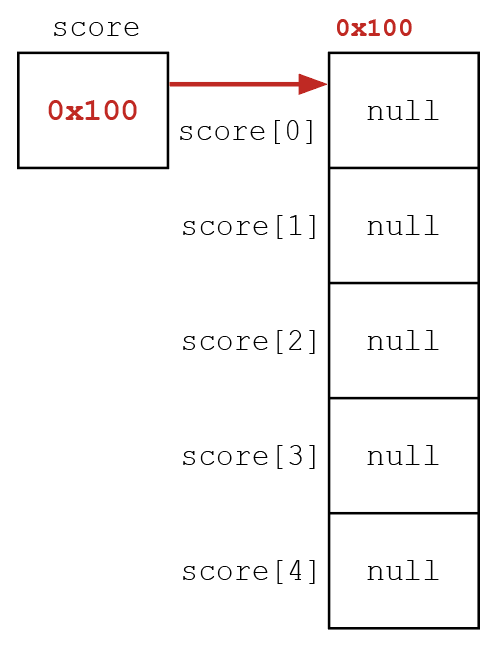 score
0x100
0x100
score[0] null
score[1] null
score[2] null
score[3] null
score[4] null